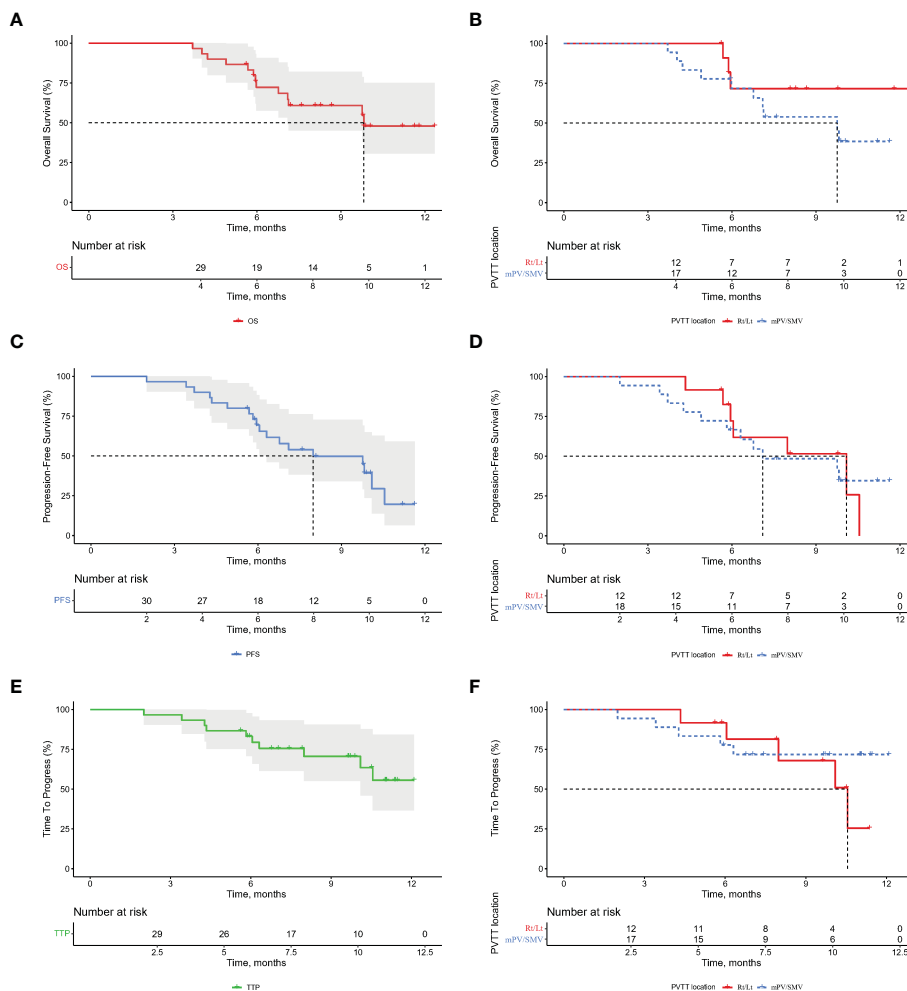 A
Overall Survival (%)
100
75
50
25
0
0 3 6 9 12
Time, months
Number at risk
OS 29 19 14 5 1
4 6 8 10 12
Time, months
OS
B
Overall Survival (%)
100
75
50
25
0
0 3 6 9 12
Time, months
Number at risk
PVTT location
Rt/Lt 12 7 7 2 1
mPV/SMV 17 12 7 3 0
4 6 8 10 12
Time, months
PVTT location Rt/Lt mPV/SMV
C
Progression-Free Survival (%)
100
75
50
25
0
0 3 6 9 12
Time, months
Number at risk
PFS 30 27 18 12 5 0
2 4 6 8 10 12
Time, months
PFS
D
Progression-Free Survival (%)
100
75
50
25
0
0 3 6 9 12
Time, months
Number at risk
PVTT location
Rt/Lt 12 12 7 5 2 0
mPV/SMV 18 15 11 7 3 0
2 4 6 8 10 12
Time, months
PVTT location Rt/Lt mPV/SMV
E
Time To Progress (%)
100
75
50
25
0
0 3 6 9 12
Time, months
Number at risk
TTP 29 26 17 10 0
2.5 5 7.5 10 12.5
Time, months
TTP
F
Time To Progress (%)
100
75
50
25
0
0 3 6 9 12
Time, months
Number at risk
PVTT location
Rt/Lt 12 11 8 4 0
mPV/SMV 17 15 9 6 0
2.5 5 7.5 10 12.5
Time, months
PVTT location Rt/Lt mPV/SMV